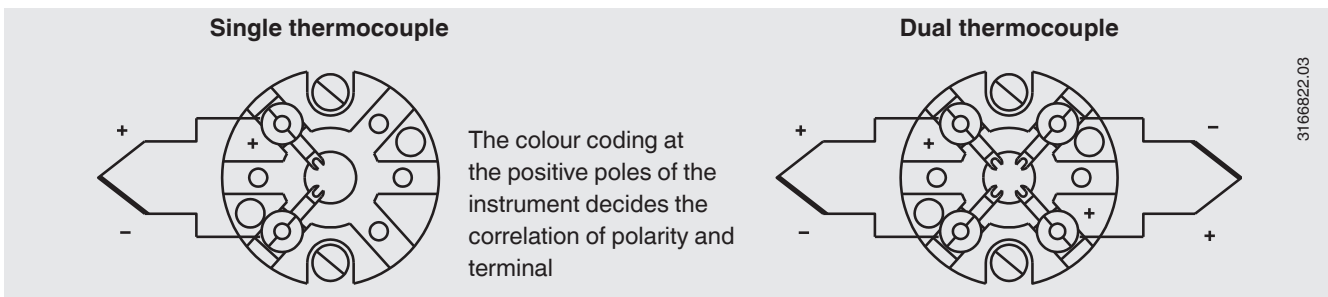 Single thermocouple
Dual thermocouple
3166822.03
+
+
−
The colour coding at
the positive poles of the
instrument decides the
correlation of polarity and
terminal
+
+
−
−
+
+